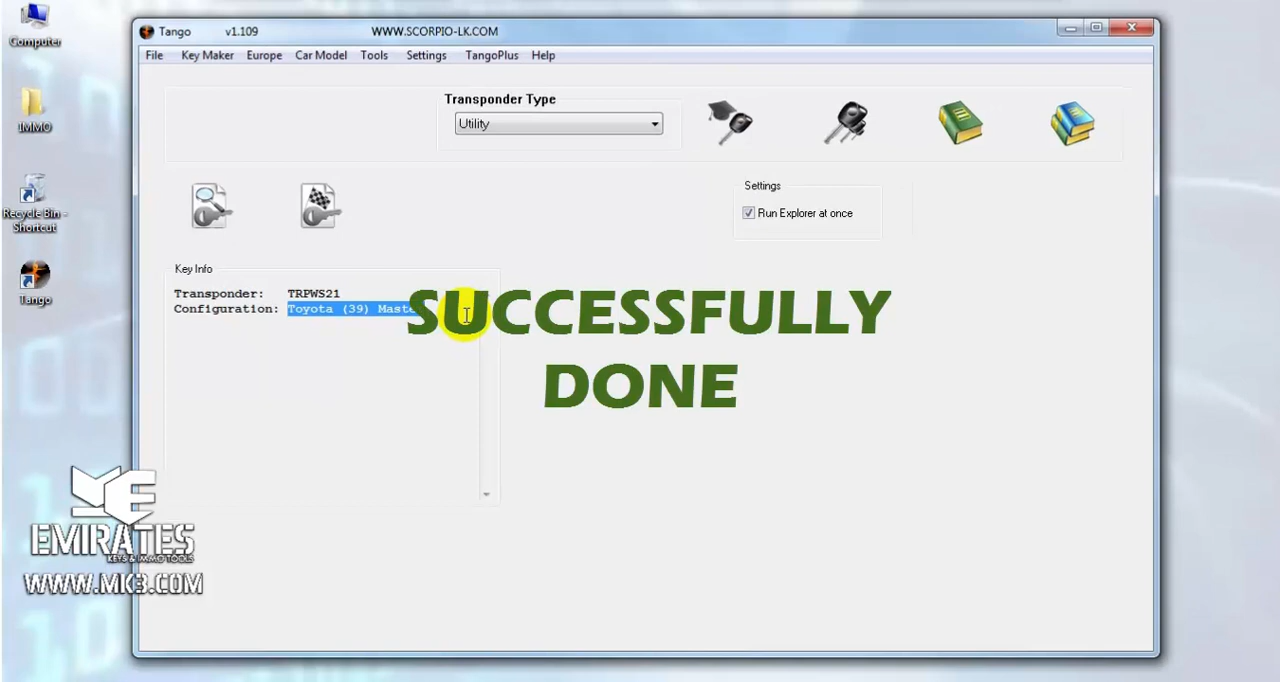 Computer
IMMO
Recycle Bin -
Shortcut
Tango
Tango v1.109 WWW.SCORPIO-LK.COM
File Key Maker Europe Car Model Tools Settings TangoPlus Help
Transponder Type
Utility
Settings
Run Explorer at once
Key Info
Transponder: TRPWS21
Configuration: Toyota (39)
SUCCESSFULLY
DONE
EMIRATES
KEYS & IMMO TOOLS
WWW.MK3.COM